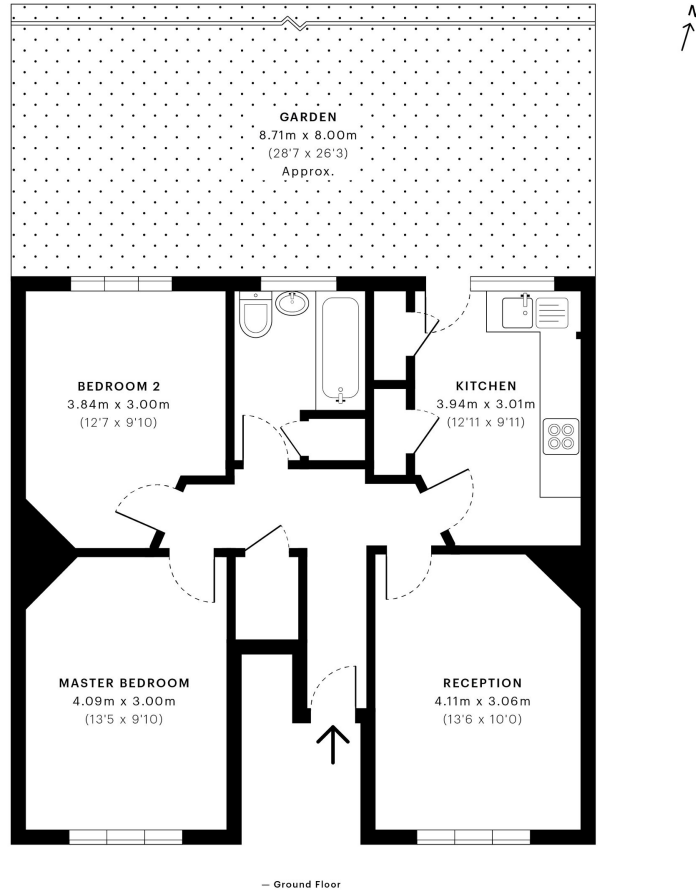 N
GARDEN
8.71m x 8.00m
(28'7 x 26'3)
Approx.
BEDROOM 2
3.84m x 3.00m
(12'7 x 9'10)
KITCHEN
3.94m x 3.01m
(12'11 x 9'11)
MASTER BEDROOM
4.09m x 3.00m
(13'5 x 9'10)
RECEPTION
4.11m x 3.06m
(13'6 x 10'0)
— Ground Floor